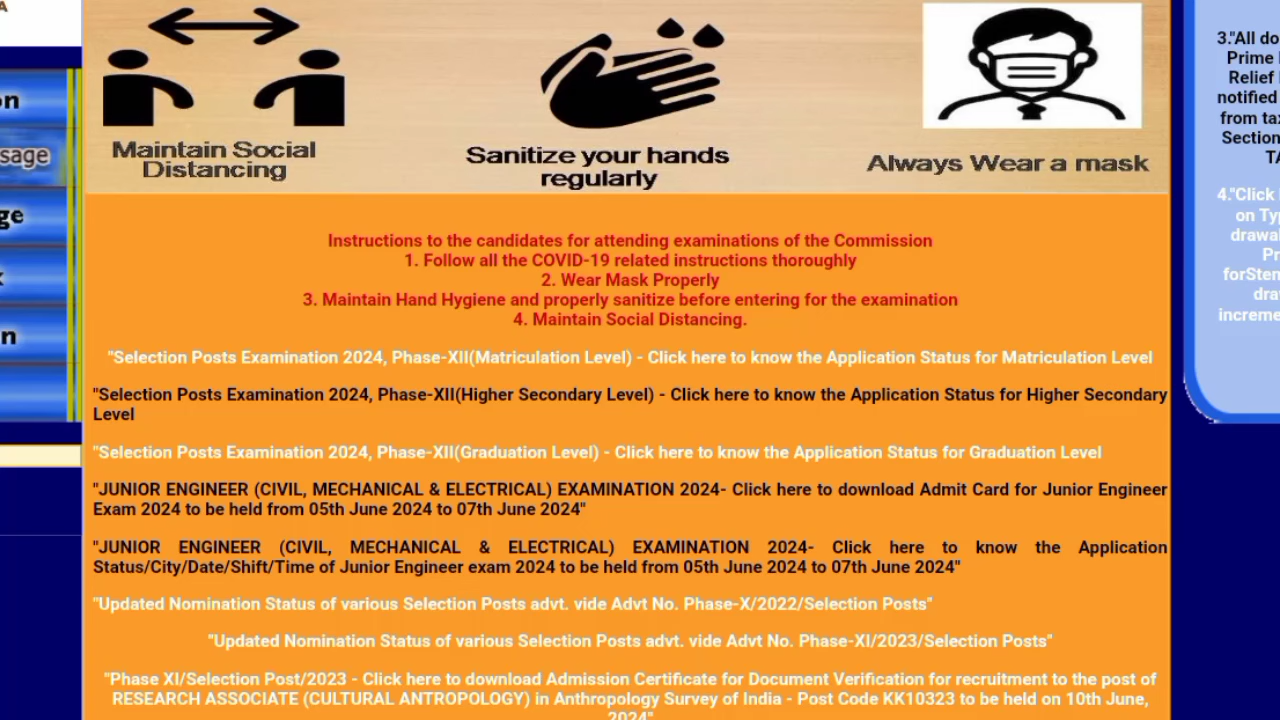 A
on
sage
ge
n
Maintain Social
Distancing
Sanitize your hands
regularly
Always Wear a mask
Instructions to the candidates for attending examinations of the Commission
1. Follow all the COVID-19 related instructions thoroughly
2. Wear Mask Properly
3. Maintain Hand Hygiene and properly sanitize before entering for the examination
4. Maintain Social Distancing.
"Selection Posts Examination 2024, Phase-XII(Matriculation Level) - Click here to know the Application Status for Matriculation Level
"Selection Posts Examination 2024, Phase-XII(Higher Secondary Level) - Click here to know the Application Status for Higher Secondary
Level
"Selection Posts Examination 2024, Phase-XII(Graduation Level) - Click here to know the Application Status for Graduation Level
"JUNIOR ENGINEER (CIVIL, MECHANICAL & ELECTRICAL) EXAMINATION 2024- Click here to download Admit Card for Junior Engineer
Exam 2024 to be held from 05th June 2024 to 07th June 2024"
"JUNIOR ENGINEER (CIVIL, MECHANICAL & ELECTRICAL) EXAMINATION 2024- Click here to know the Application
Status/City/Date/Shift/Time of Junior Engineer exam 2024 to be held from 05th June 2024 to 07th June 2024"
"Updated Nomination Status of various Selection Posts advt. vide Advt No. Phase-X/2022/Selection Posts"
"Updated Nomination Status of various Selection Posts advt. vide Advt No. Phase-XI/2023/Selection Posts"
"Phase XI/Selection Post/2023 - Click here to download Admission Certificate for Document Verification for recruitment to the post of
RESEARCH ASSOCIATE (CULTURAL ANTROPOLOGY) in Anthropology Survey of India - Post Code KK10323 to be held on 10th June,
2024"
3."All do
Prime
Relief
notified
from tax
Section
TA
4."Click
on Ty
drawal
Pr
forSten
dra
increme